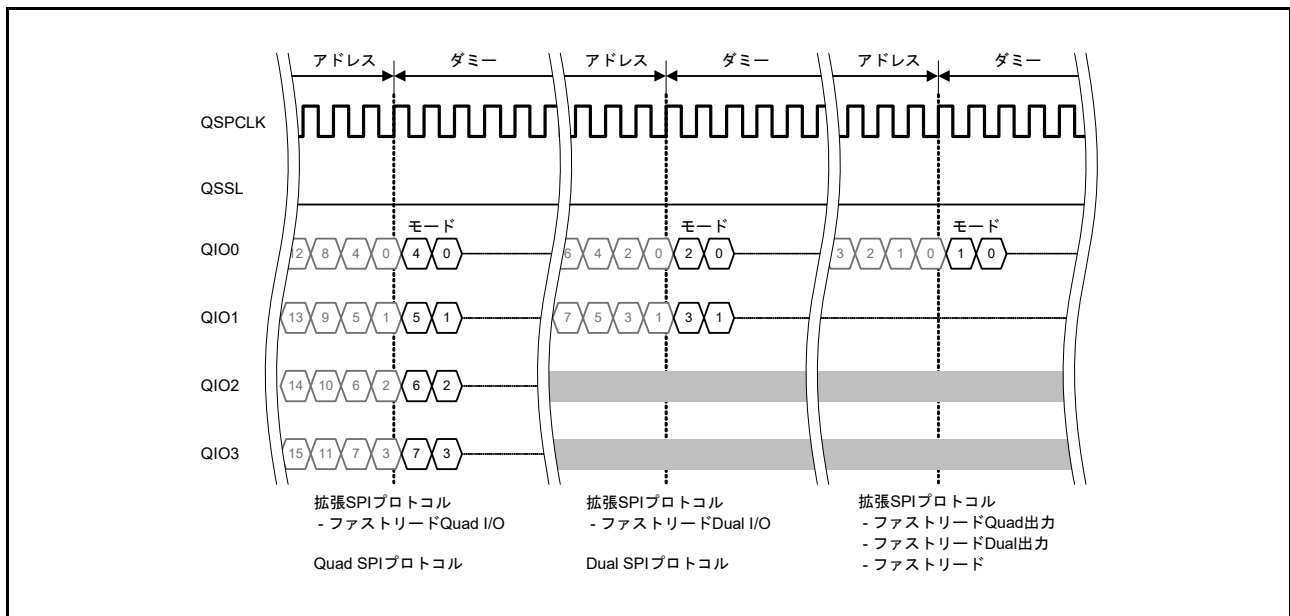 アドレス ダミー アドレス ダミー アドレス ダミー
QSPCLK
QSSL
モード モード モード
QIO0 12 8 4 0 4 0 6 4 2 0 2 0 3 2 1 0 1 0
QIO1 13 9 5 1 5 1 7 5 3 1 3 1
QIO2 14 10 6 2 6 2
QIO3 15 11 7 3 7 3
拡張SPIプロトコル
- ファストリードQuad I/O
Quad SPIプロトコル
拡張SPIプロトコル
- ファストリードDual I/O
Dual SPIプロトコル
拡張SPIプロトコル
- ファストリードQuad出力
- ファストリードDual出力
- ファストリード